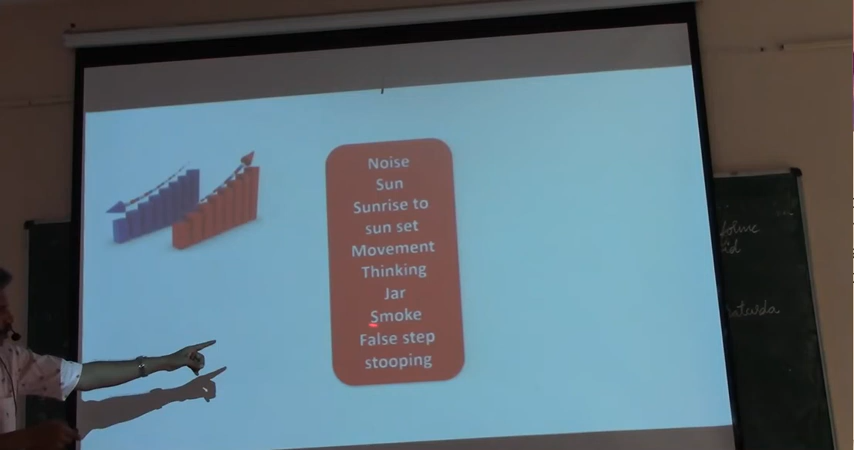 Noise
Sun
Sunrise to
sun set
Movement
Thinking
Jar
Smoke
False step
stooping